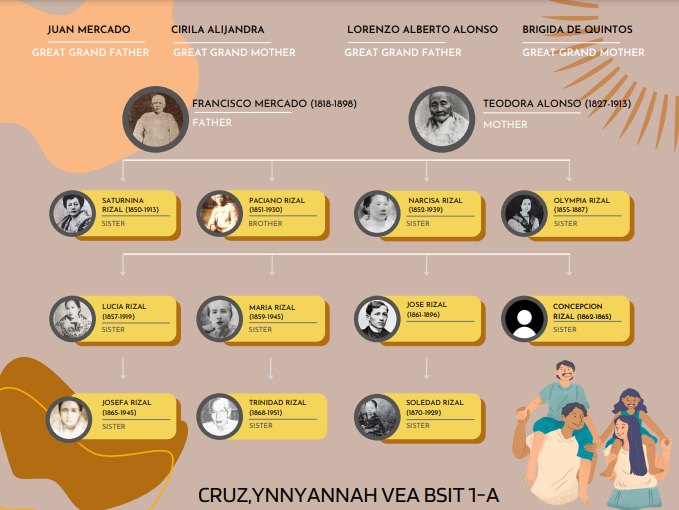 JUAN MERCADO
GREAT GRAND FATHER
CIRILA ALIJANDRA
GREAT GRAND MOTHER
LORENZO ALBERTO ALONSO
GREAT GRAND FATHER
BRIGIDA DE QUINTOS
GREAT GRAND MOTHER
FRANCISCO MERCADO (1818-1898)
FATHER
TEODORA ALONSO (1827-1913)
MOTHER
SATURNINA
RIZAL (1850-1913)
SISTER
PACIANO RIZAL
(1851-1930)
BROTHER
NARCISA RIZAL
(1852-1939)
SISTER
OLYMPIA RIZAL
(1855-1887)
SISTER
LUCIA RIZAL
(1857-1919)
SISTER
MARIA RIZAL
(1859-1945)
SISTER
JOSE RIZAL
(1861-1896)
CONCEPCION
RIZAL (1862-1865)
SISTER
JOSEFA RIZAL
(1865-1945)
SISTER
TRINIDAD RIZAL
(1868-1951)
SISTER
SOLEDAD RIZAL
(1870-1929)
SISTER
CRUZ,YNNYANNAH VEA BSIT 1-A